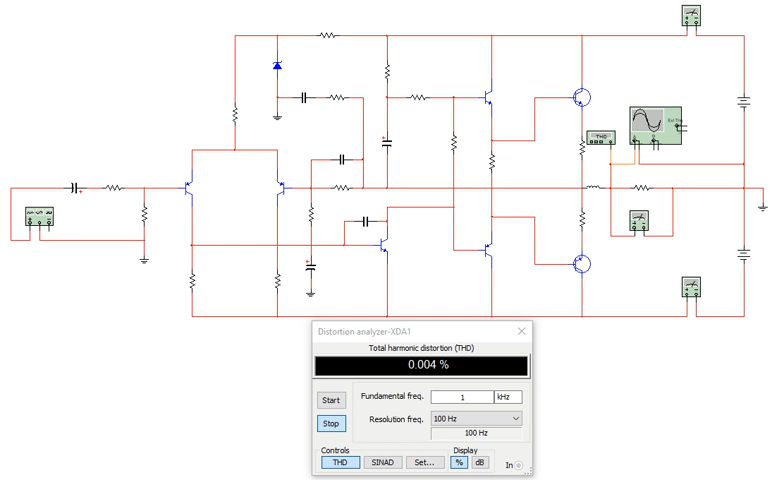 THD
Ext Trig
Distortion analyzer-XDA1
Total harmonic distortion (THD)
0.004 %
Start
Fundamental freq.
1
kHz
Stop
Resolution freq.
100 Hz
100 Hz
Controls
Display
THD
SINAD
Set...
%
dB
In